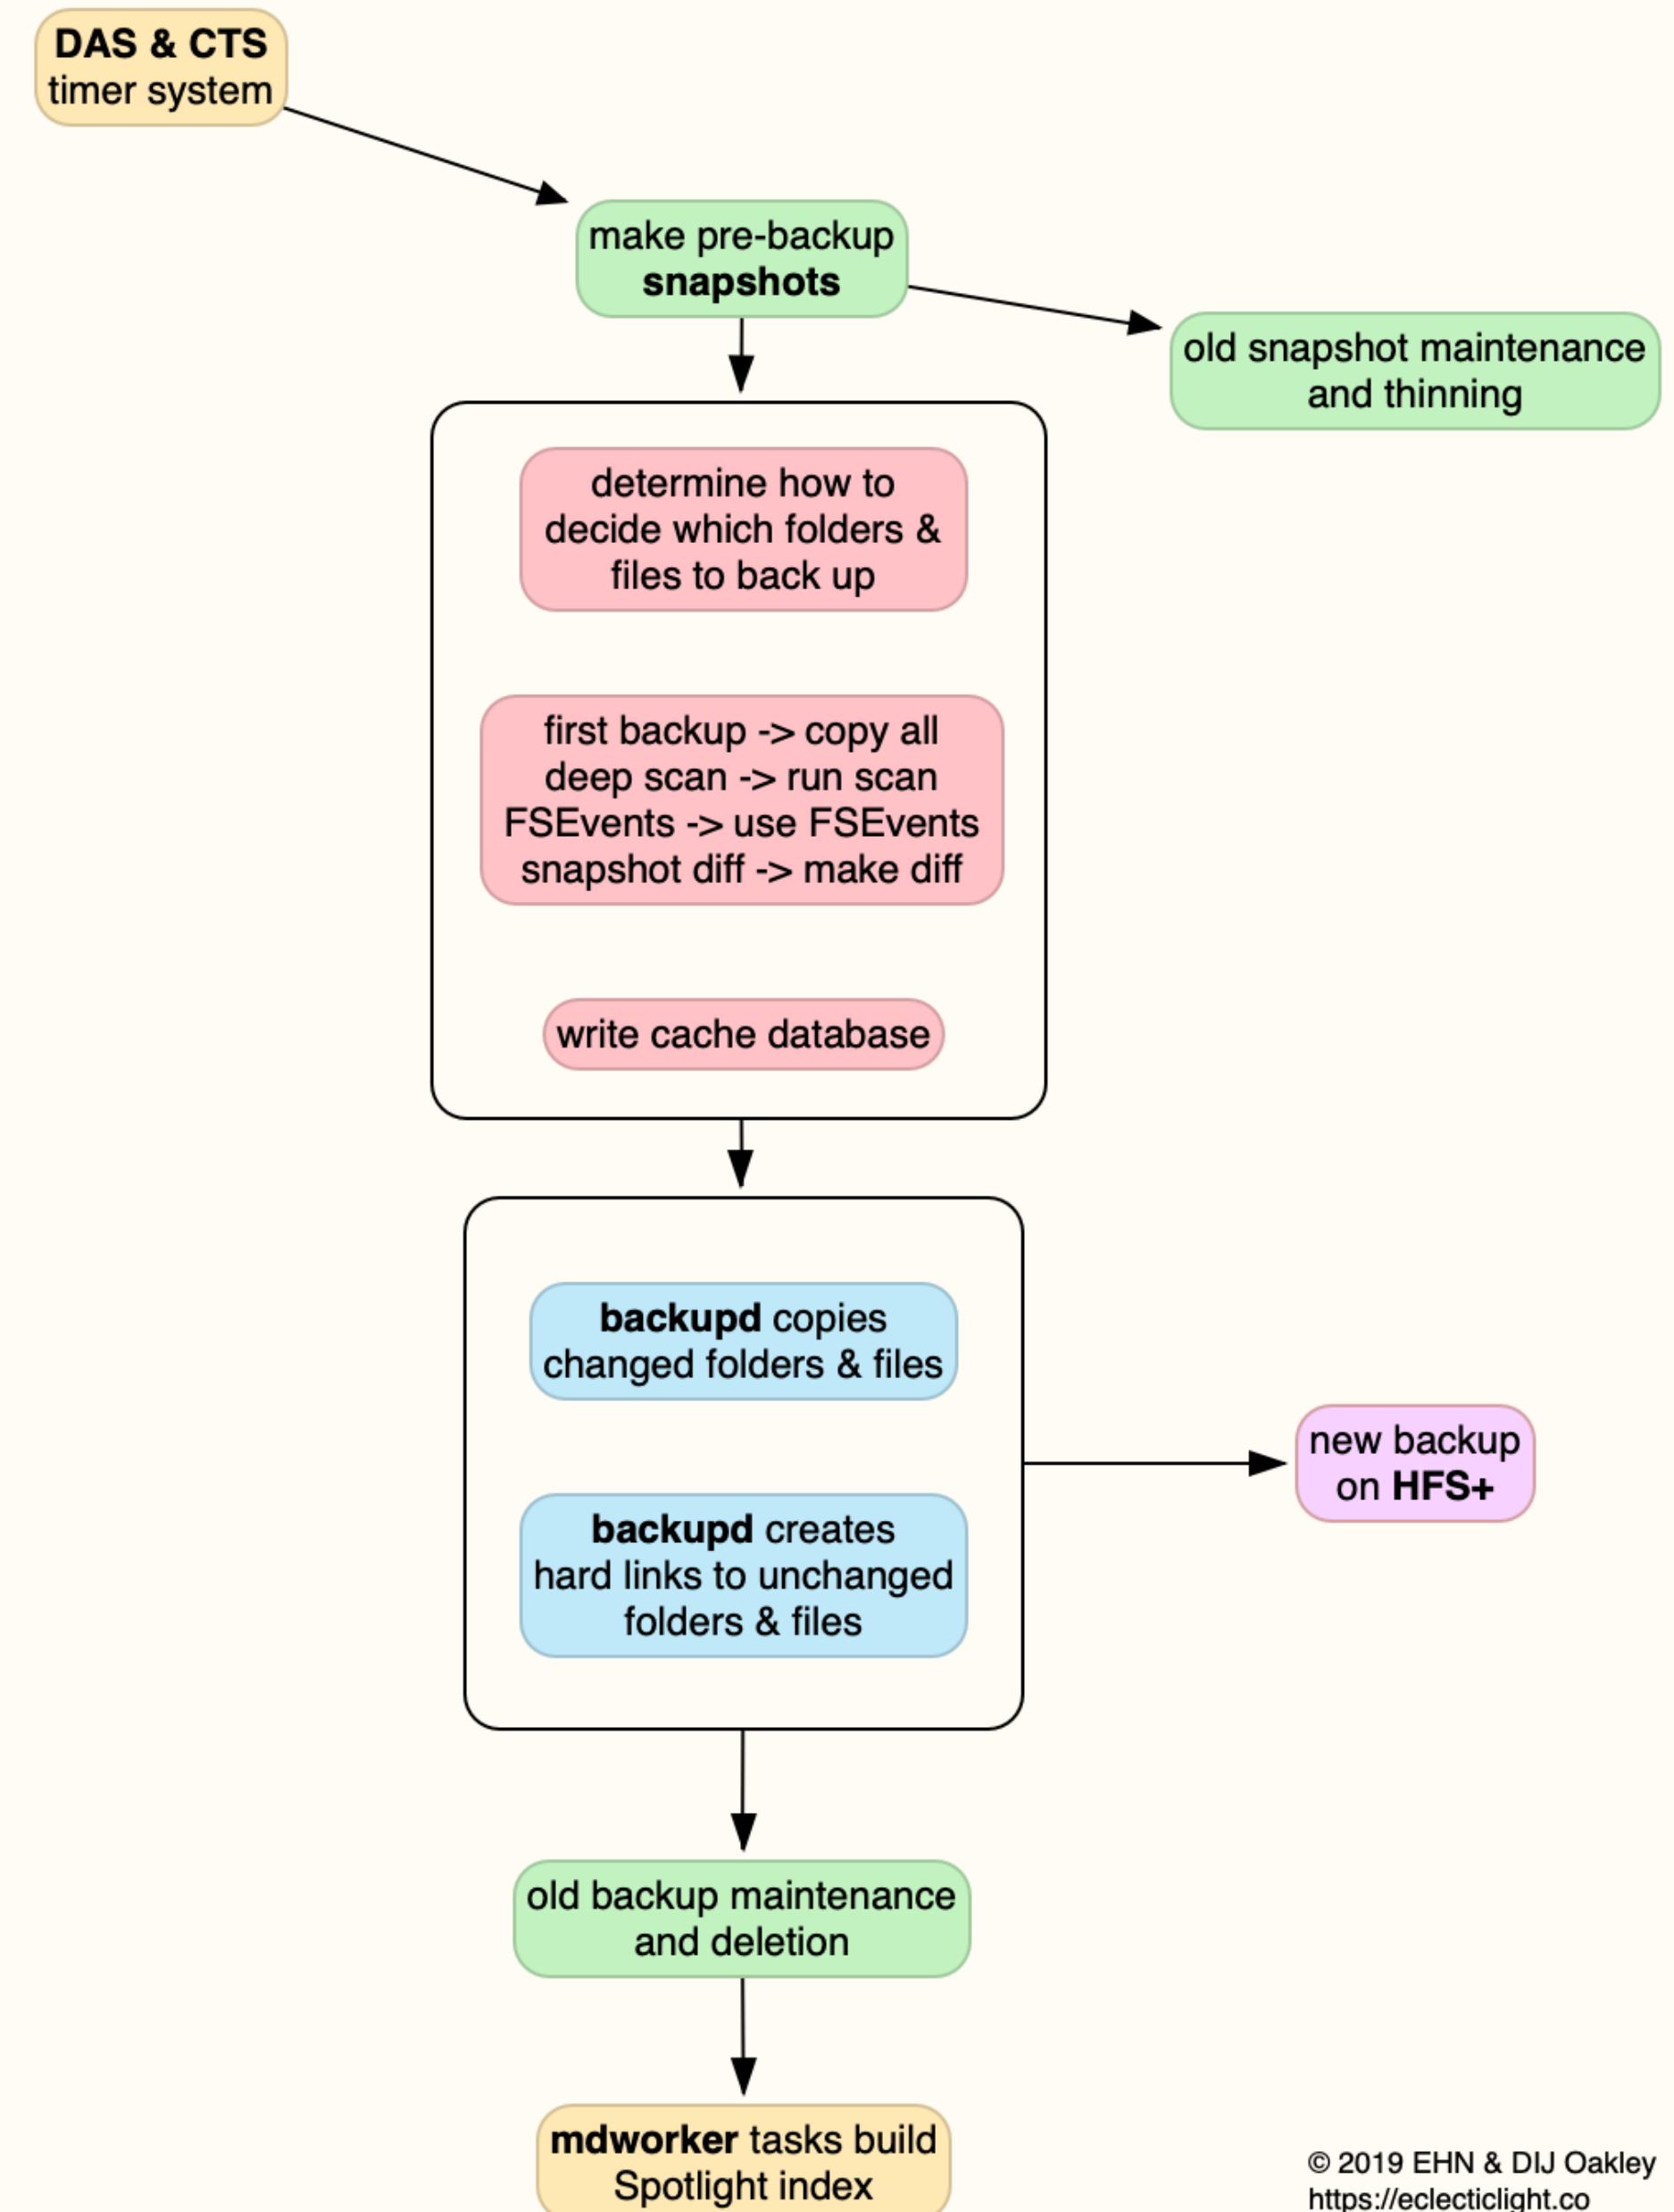 DAS & CTS
timer system
make pre-backup
snapshots
old snapshot maintenance
and thinning
determine how to
decide which folders &
files to back up
first backup -> copy all
deep scan -> run scan
FSEvents -> use FSEvents
snapshot diff -> make diff
write cache database
backupd copies
changed folders & files
new backup
on HFS+
backupd creates
hard links to unchanged
folders & files
old backup maintenance
and deletion
mdworker tasks build
Spotlight index
© 2019 EHN & DIJ Oakley
https://eclecticlight.co